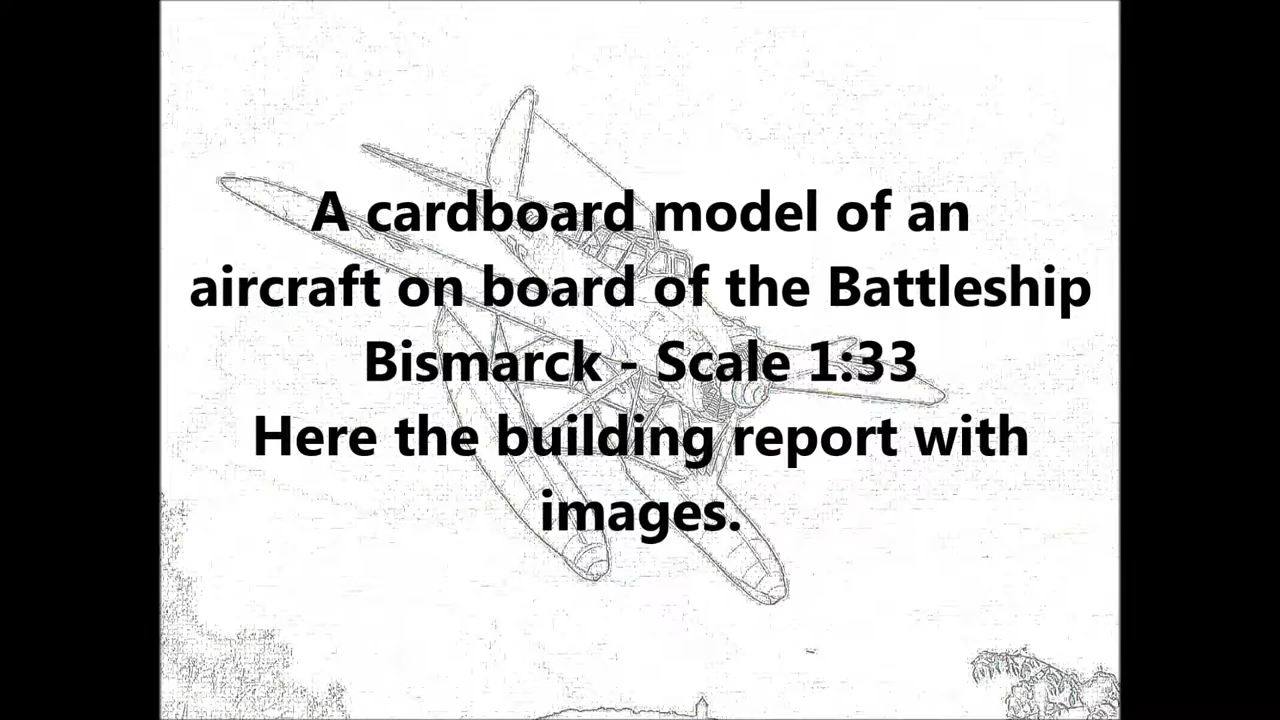 A cardboard model of an
aircraft on board of the Battleship
Bismarck - Scale 1:33
Here the building report with
images.